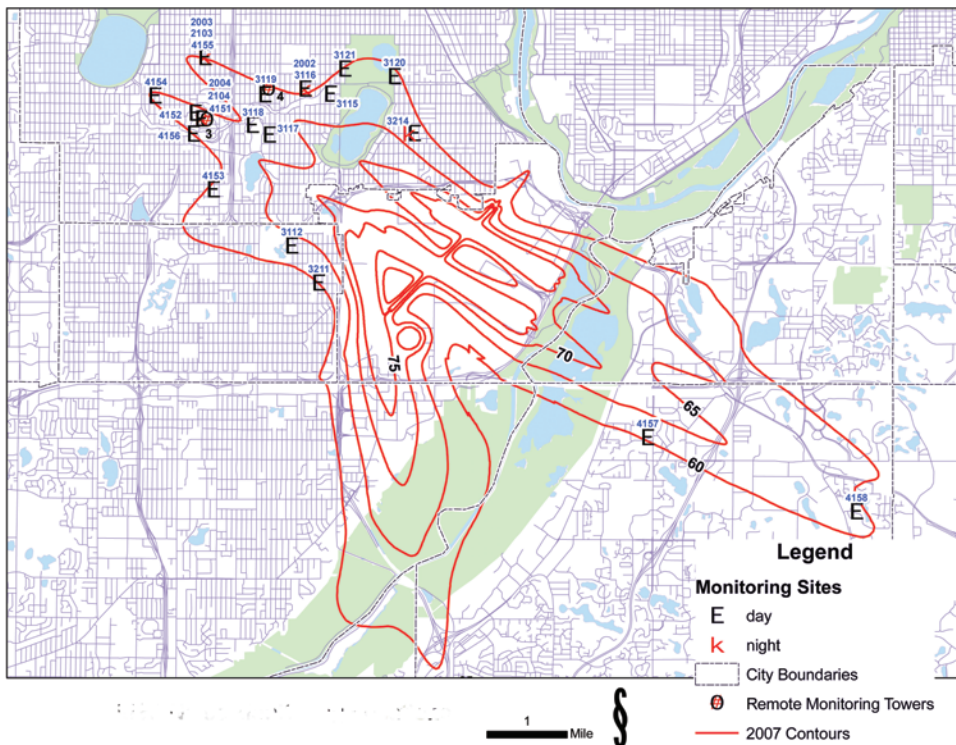 2003
2103
4155
E
3121
E
3120
E
2002
3116
E
3119
E
4
3115
E
4154
E
2004
2104
4151
4152
E
3
4156
E
3118
E
3117
E
3214
k E
4153
E
3112
E
3211
E
75
70
65
60
4157
E
4158
E
Legend
Monitoring Sites
E day
k night
City Boundaries
Remote Monitoring Towers
2007 Contours
1
Mile
§